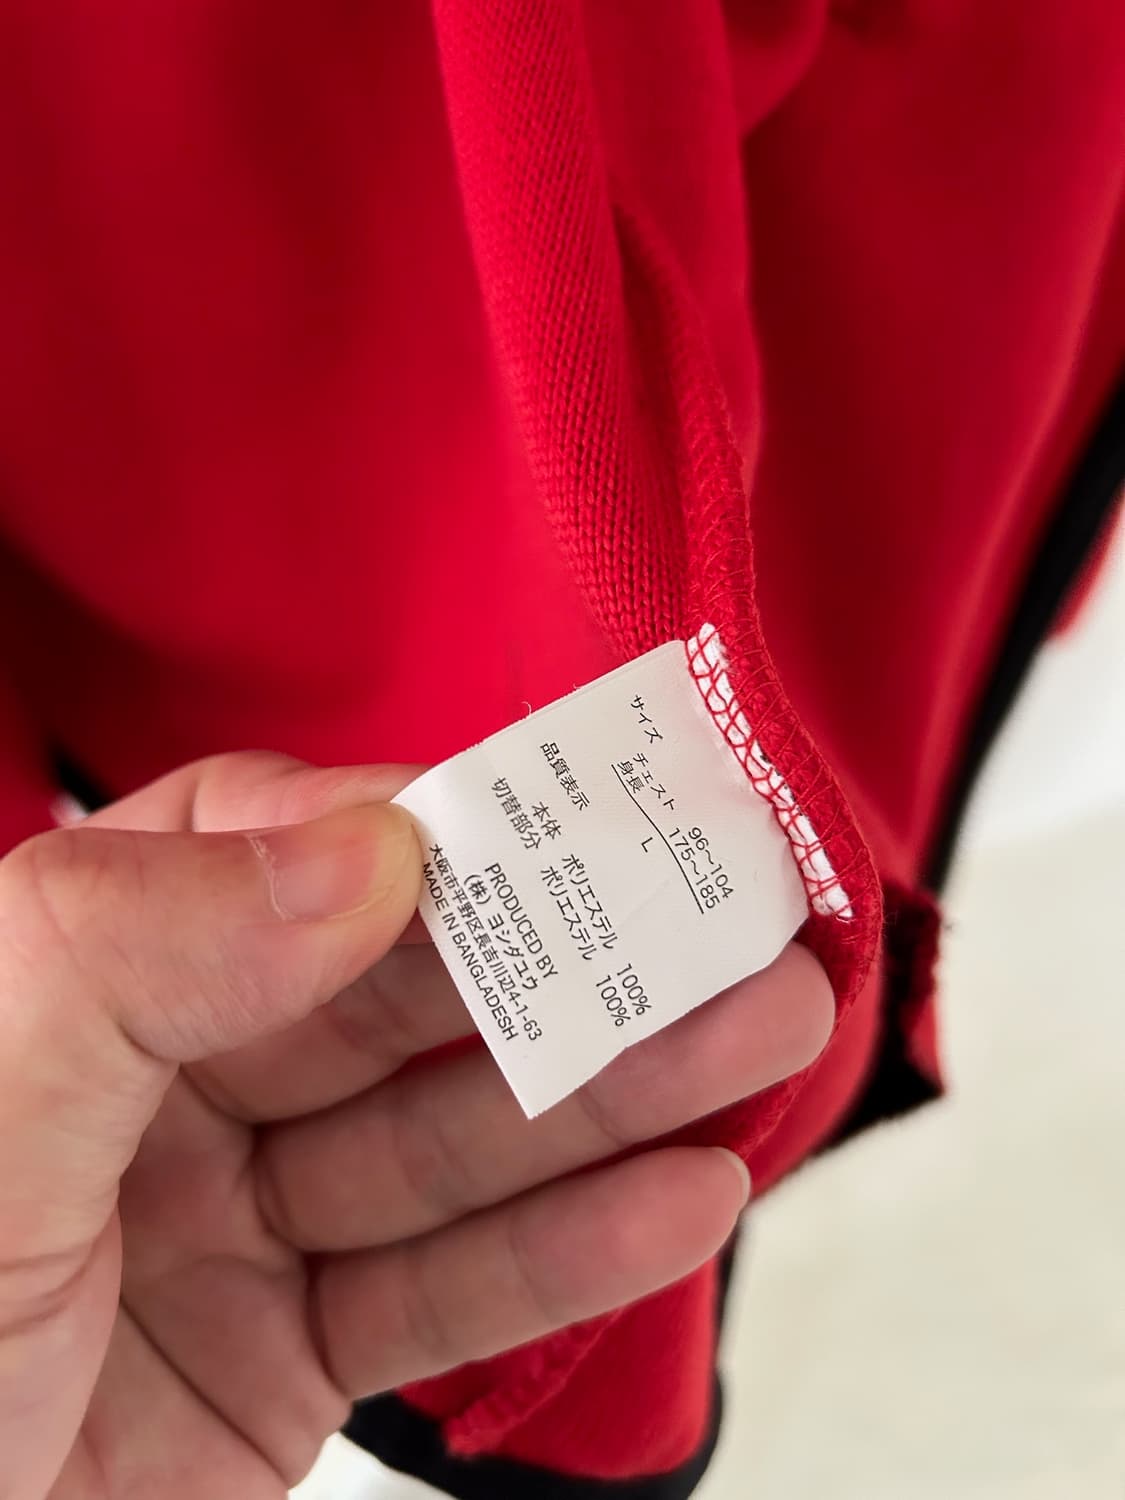 サイズ
チェスト 96~104
身長 175~185
L
品質表示
本体 ポリエステル 100%
切替部分 ポリエステル 100%
PRODUCED BY
(株)ヨシダユウ
大阪市平野区長吉川辺4-1-63
MADE IN BANGLADESH